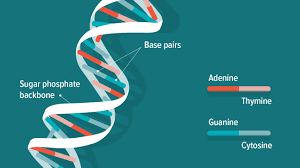 Base pairs
Sugar phosphate
backbone
Adenine
Thymine
Guanine
Cytosine